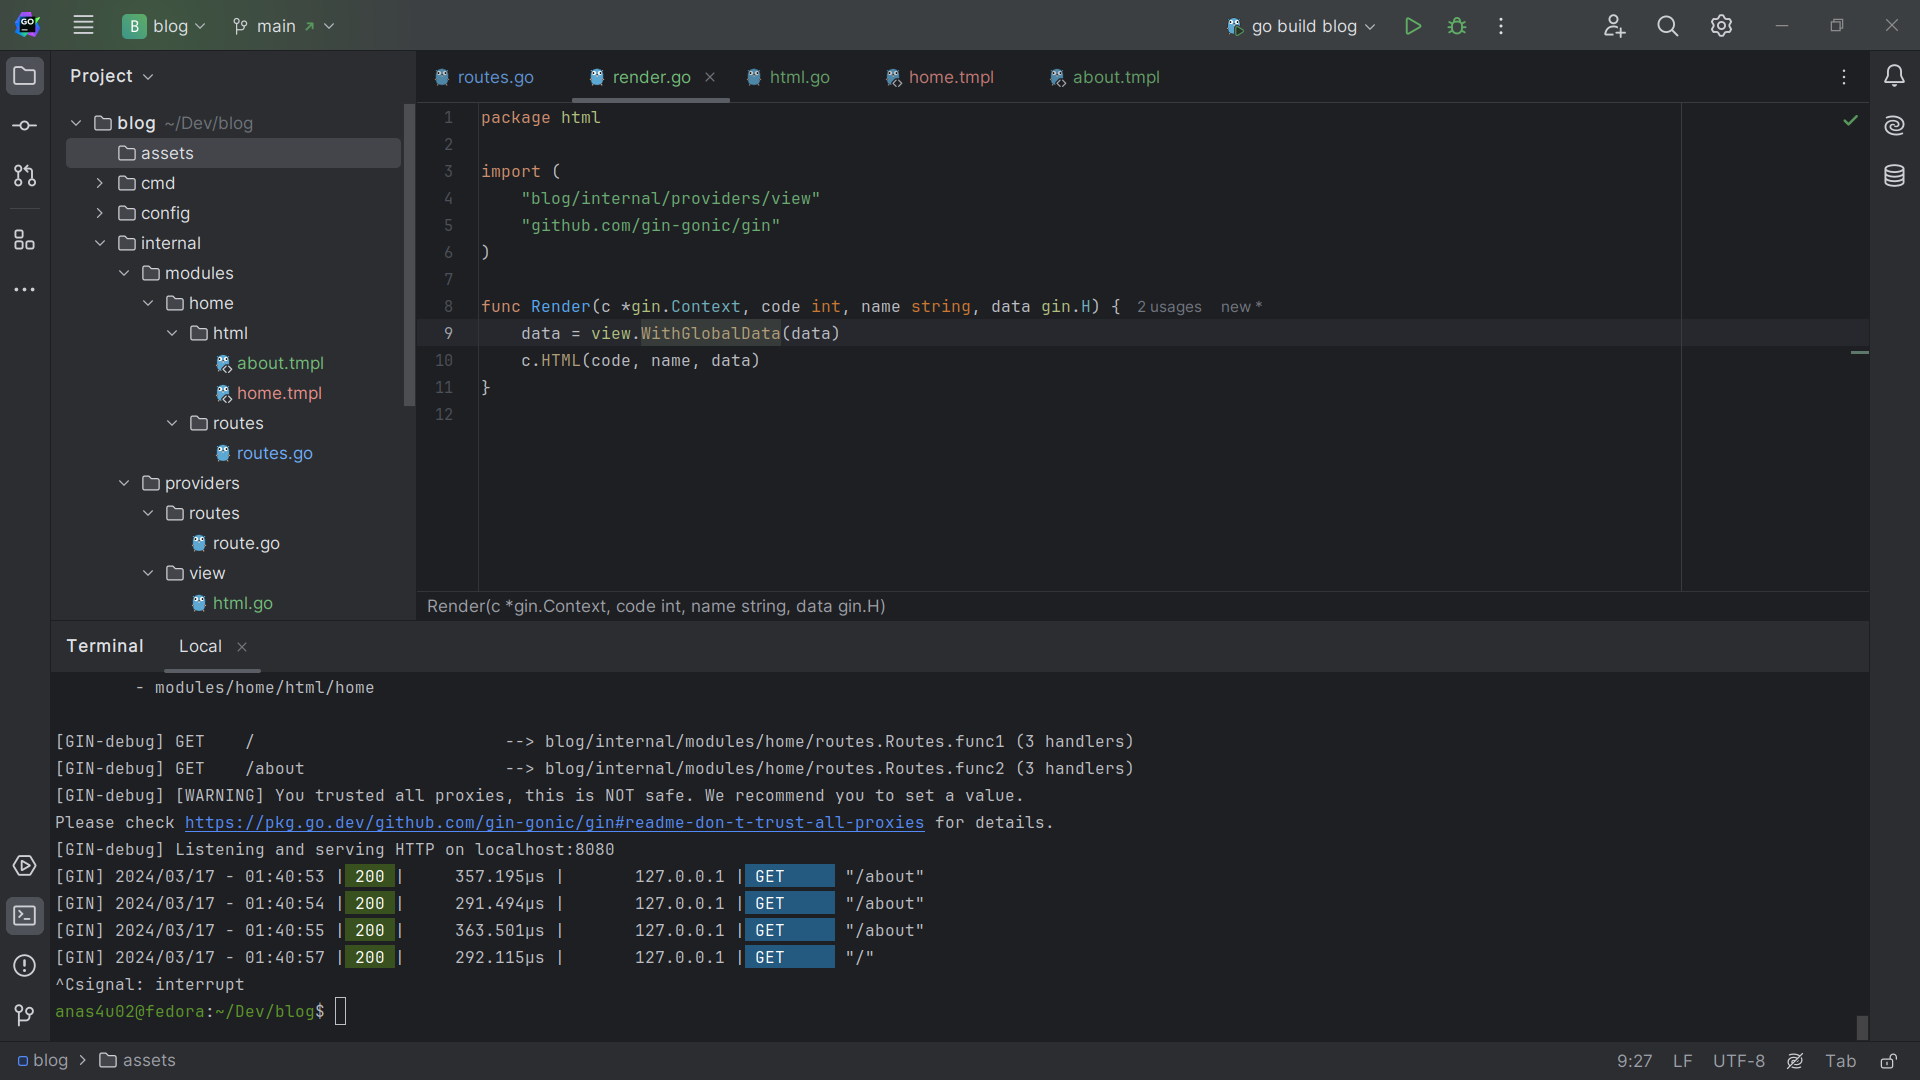 GO
B blog
main
go build blog
Project
routes.go
render.go
html.go
home.tmpl
about.tmpl
blog ~/Dev/blog
assets
cmd
config
internal
modules
home
html
about.tmpl
home.tmpl
routes
routes.go
providers
routes
route.go
view
html.go
1 package html
2
3 import (
4 "blog/internal/providers/view"
5 "github.com/gin-gonic/gin"
6 )
7
8 func Render(c *gin.Context, code int, name string, data gin.H) { 2 usages new *
9 data = view.WithGlobalData(data)
10 c.HTML(code, name, data)
11 }
12
Render(c *gin.Context, code int, name string, data gin.H)
Terminal Local
- modules/home/html/home
[GIN-debug] GET / --> blog/internal/modules/home/routes.Routes.func1 (3 handlers)
[GIN-debug] GET /about --> blog/internal/modules/home/routes.Routes.func2 (3 handlers)
[GIN-debug] [WARNING] You trusted all proxies, this is NOT safe. We recommend you to set a value.
Please check https://pkg.go.dev/github.com/gin-gonic/gin#readme-don-t-trust-all-proxies for details.
[GIN-debug] Listening and serving HTTP on localhost:8080
[GIN] 2024/03/17 - 01:40:53 | 200 | 357.195µs | 127.0.0.1 | GET "/about"
[GIN] 2024/03/17 - 01:40:54 | 200 | 291.494µs | 127.0.0.1 | GET "/about"
[GIN] 2024/03/17 - 01:40:55 | 200 | 363.501µs | 127.0.0.1 | GET "/about"
[GIN] 2024/03/17 - 01:40:57 | 200 | 292.115µs | 127.0.0.1 | GET "/"
^Csignal: interrupt
anas4u02@fedora:~/Dev/blog$
blog > assets
9:27 LF UTF-8 Tab